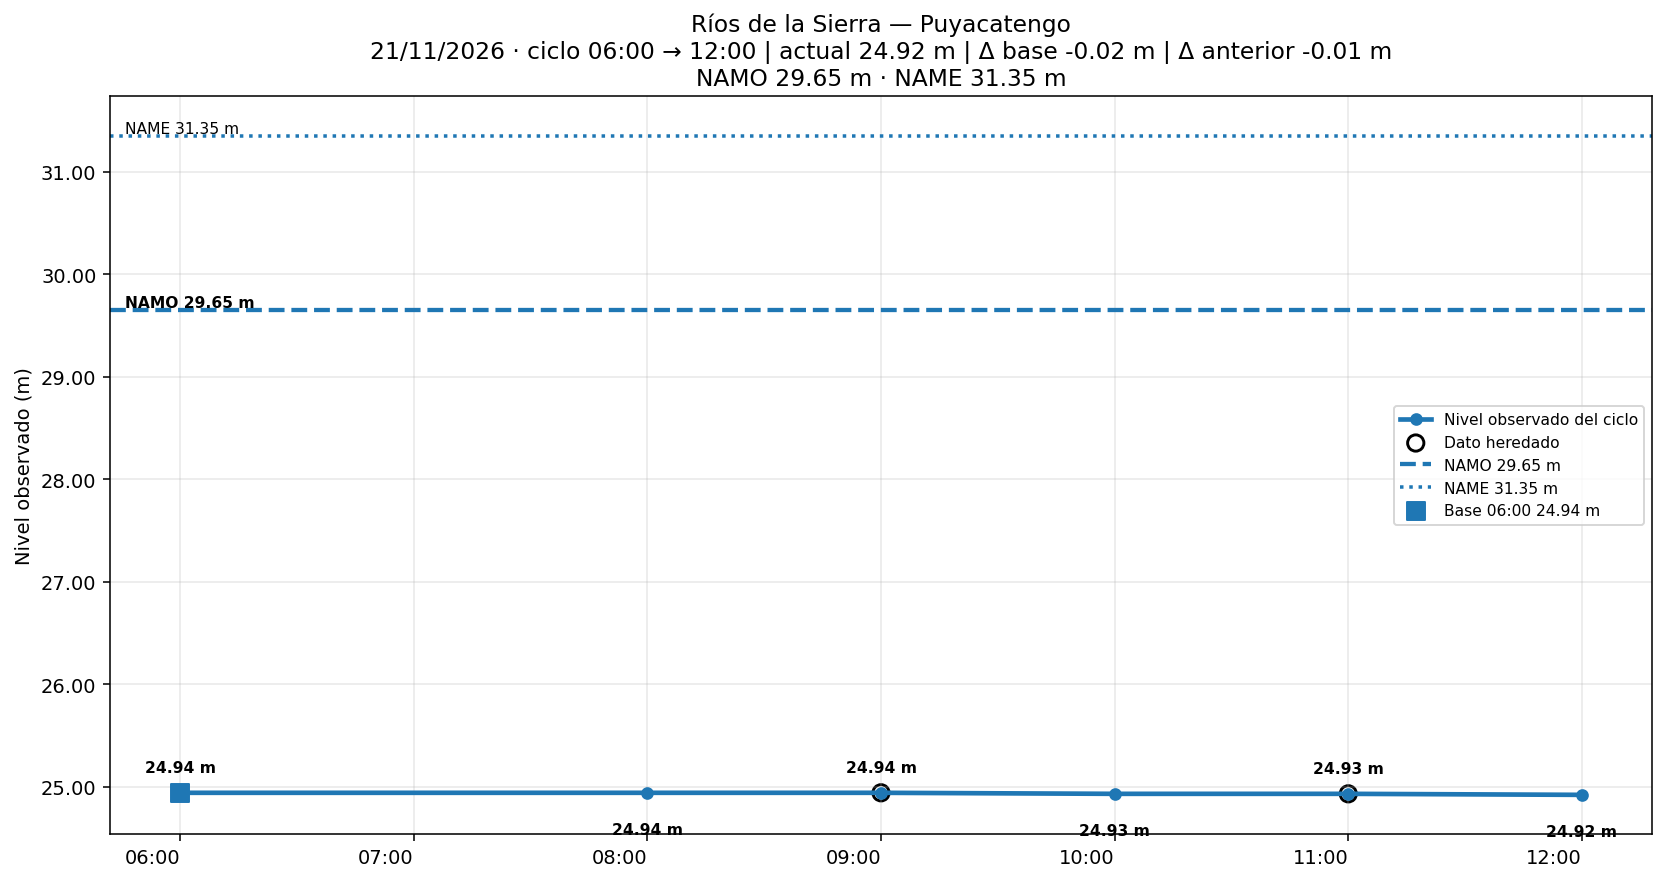 Ríos de la Sierra — Puyacatengo
21/11/2026 · ciclo 06:00 → 12:00 | actual 24.92 m | Δ base -0.02 m | Δ anterior -0.01 m
NAMO 29.65 m · NAME 31.35 m
Nivel observado (m)
31.00
30.00
29.00
28.00
27.00
26.00
25.00
NAME 31.35 m
NAMO 29.65 m
Nivel observado del ciclo
Dato heredado
NAMO 29.65 m
NAME 31.35 m
Base 06:00 24.94 m
24.94 m
24.94 m
24.94 m
24.93 m
24.93 m
24.92 m
06:00
07:00
08:00
09:00
10:00
11:00
12:00